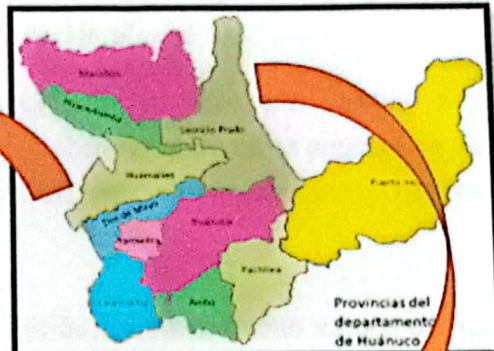 Marañón
Huacaybamba
Leoncio Prado
Huamalíes
Puerto Inca
Dos de Mayo
Yarowilca
Huánuco
Pachitea
Lauricocha
Ambo
Provincias del
departamento
de Huánuco